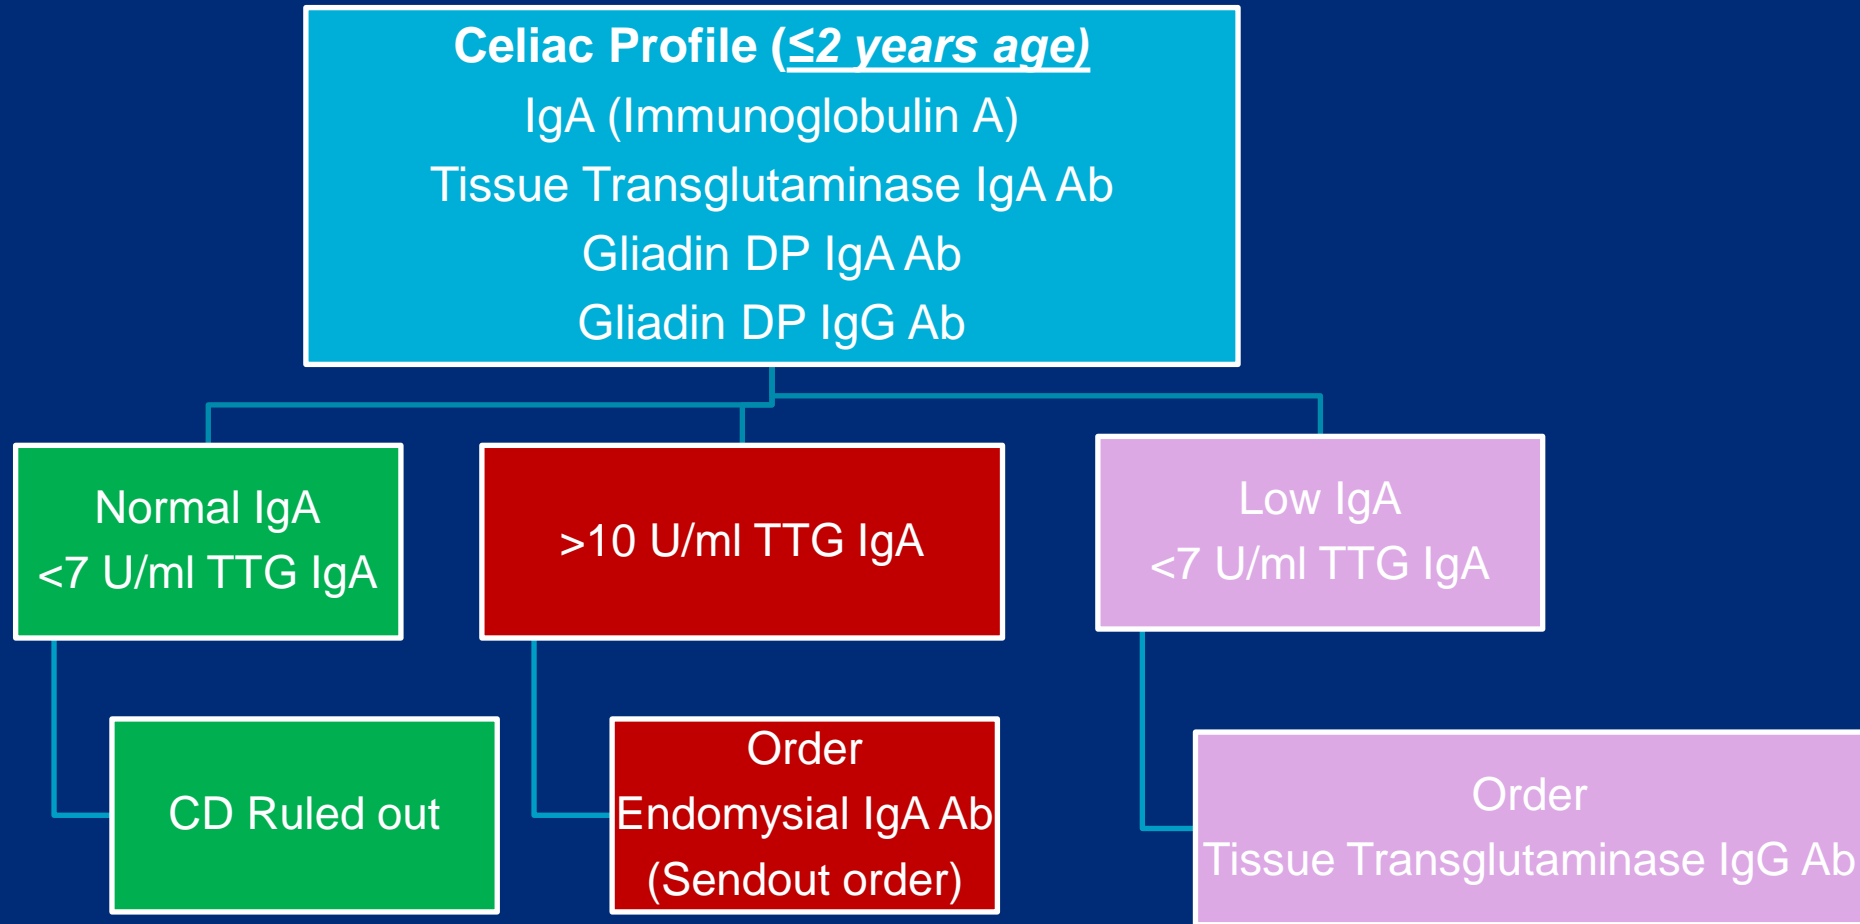 Celiac Profile (≤2 years age)
IgA (Immunoglobulin A)
Tissue Transglutaminase IgA Ab
Gliadin DP IgA Ab
Gliadin DP IgG Ab
Normal IgA
<7 U/ml TTG IgA
>10 U/ml TTG IgA
Low IgA
<7 U/ml TTG IgA
CD Ruled out
Order
Endomysial IgA Ab
(Sendout order)
Order
Tissue Transglutaminase IgG Ab